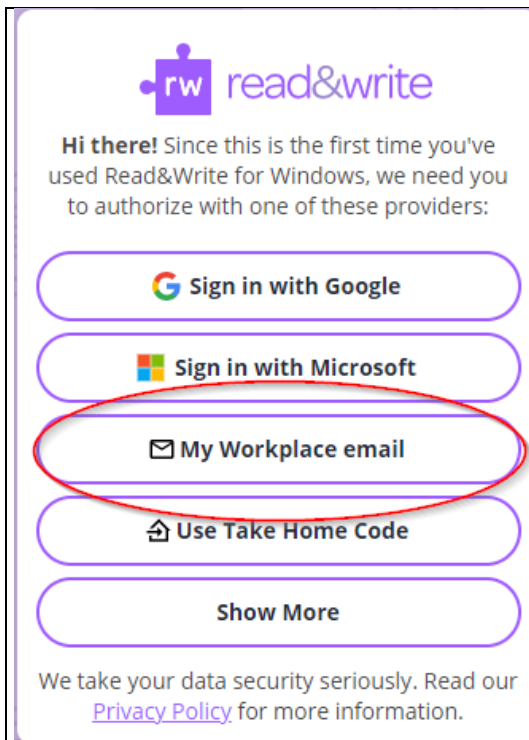 rw read&write
Hi there! Since this is the first time you've
used Read&Write for Windows, we need you
to authorize with one of these providers:
Sign in with Google
Sign in with Microsoft
My Workplace email
Use Take Home Code
Show More
We take your data security seriously. Read our
Privacy Policy for more information.